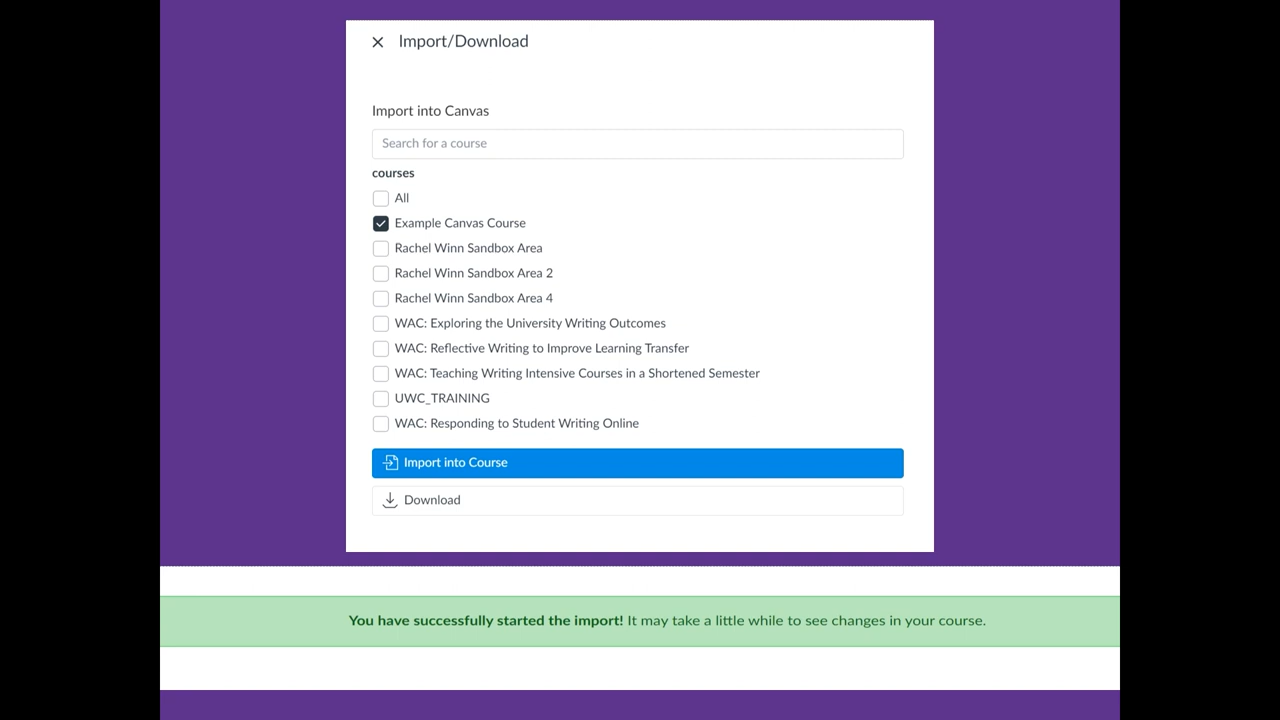 Import/Download
Import into Canvas
Search for a course
courses
All
Example Canvas Course
Rachel Winn Sandbox Area
Rachel Winn Sandbox Area 2
Rachel Winn Sandbox Area 4
WAC: Exploring the University Writing Outcomes
WAC: Reflective Writing to Improve Learning Transfer
WAC: Teaching Writing Intensive Courses in a Shortened Semester
UWC_TRAINING
WAC: Responding to Student Writing Online
Import into Course
Download
You have successfully started the import! It may take a little while to see changes in your course.